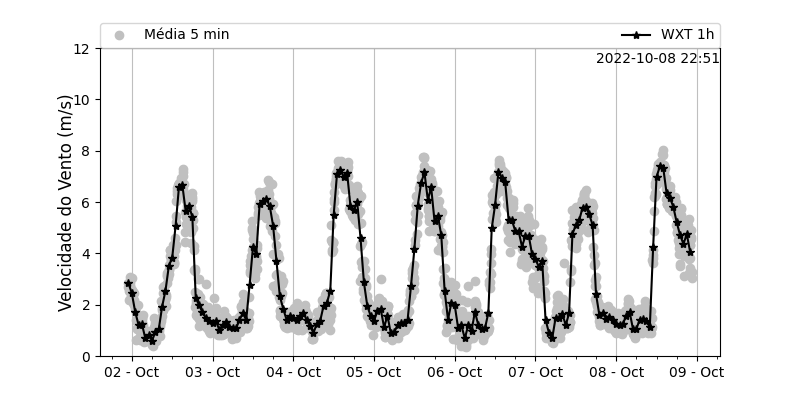 Média 5 min
WXT 1h
2022-10-08 22:51
Velocidade do Vento (m/s)
12
10
8
6
4
2
0
02 - Oct
03 - Oct
04 - Oct
05 - Oct
06 - Oct
07 - Oct
08 - Oct
09 - Oct